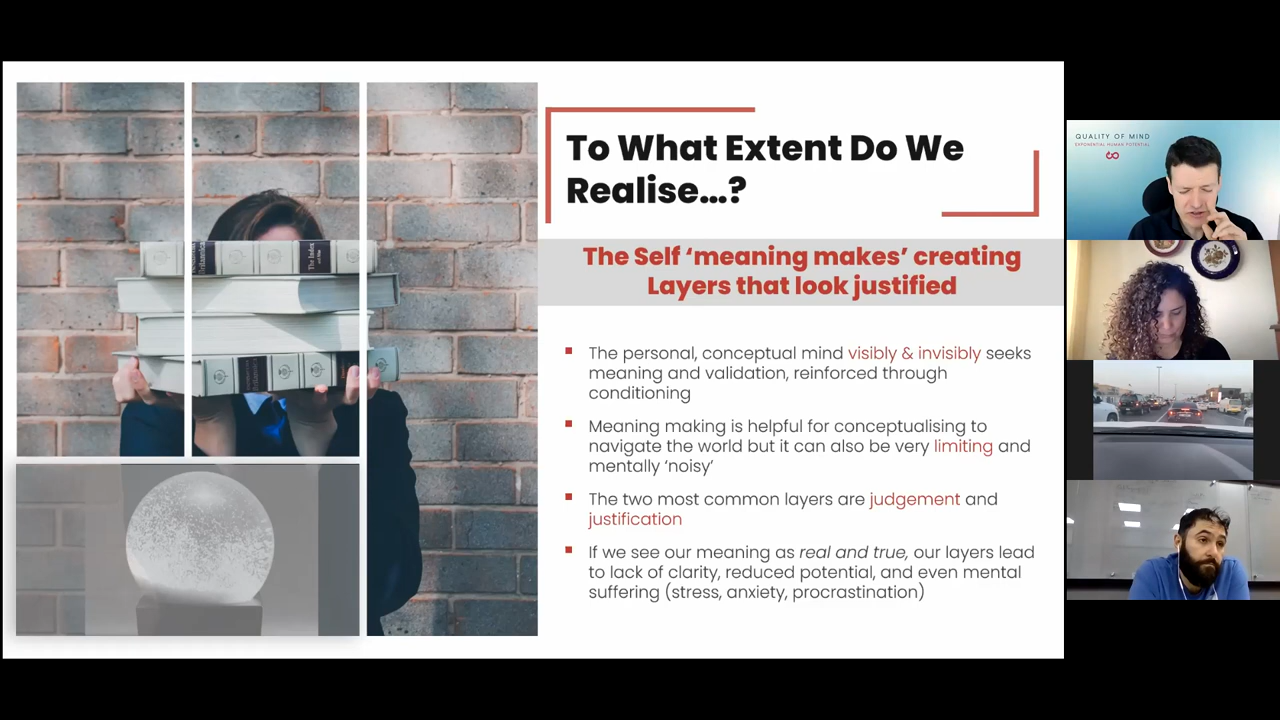 To What Extent Do We
Realise...?
The Self ‘meaning makes’ creating
Layers that look justified
The personal, conceptual mind visibly & invisibly seeks
meaning and validation, reinforced through
conditioning
Meaning making is helpful for conceptualising to
navigate the world but it can also be very limiting and
mentally ‘noisy’
The two most common layers are judgement and
justification
If we see our meaning as real and true, our layers lead
to lack of clarity, reduced potential, and even mental
suffering (stress, anxiety, procrastination)
QUALITY OF MIND
EXPONENTIAL HUMAN POTENTIAL